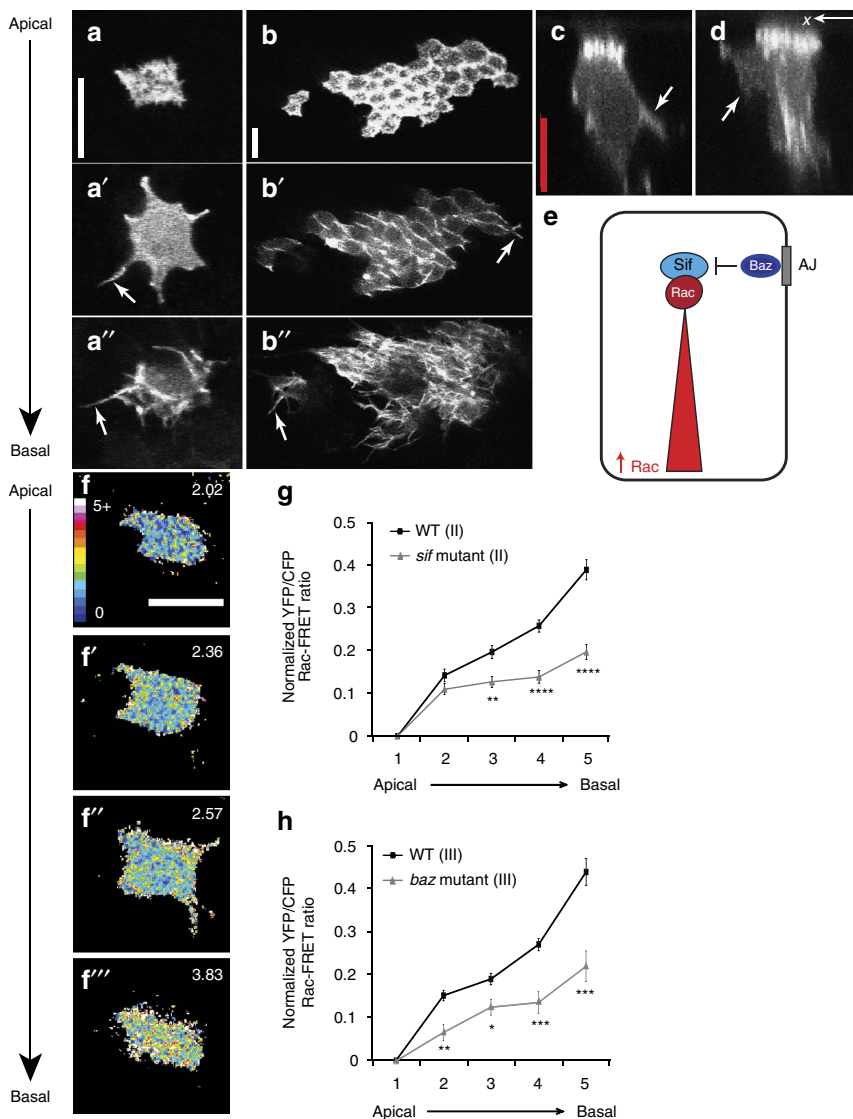 Apical
Basal
a
b
c
d
x
a′
b′
a″
b″
e
Sif
Baz
AJ
Rac
↑ Rac
Apical
Basal
f
2.02
5+
0
f′
2.36
f″
2.57
f‴
3.83
g
0.5
0.4
0.3
0.2
0.1
0
WT (II)
sif mutant (II)
Normalized YFP/CFP
Rac-FRET ratio
**
****
****
1 2 3 4 5
Apical Basal
h
0.5
0.4
0.3
0.2
0.1
0
WT (III)
baz mutant (III)
Normalized YFP/CFP
Rac-FRET ratio
**
*
***
***
1 2 3 4 5
Apical Basal